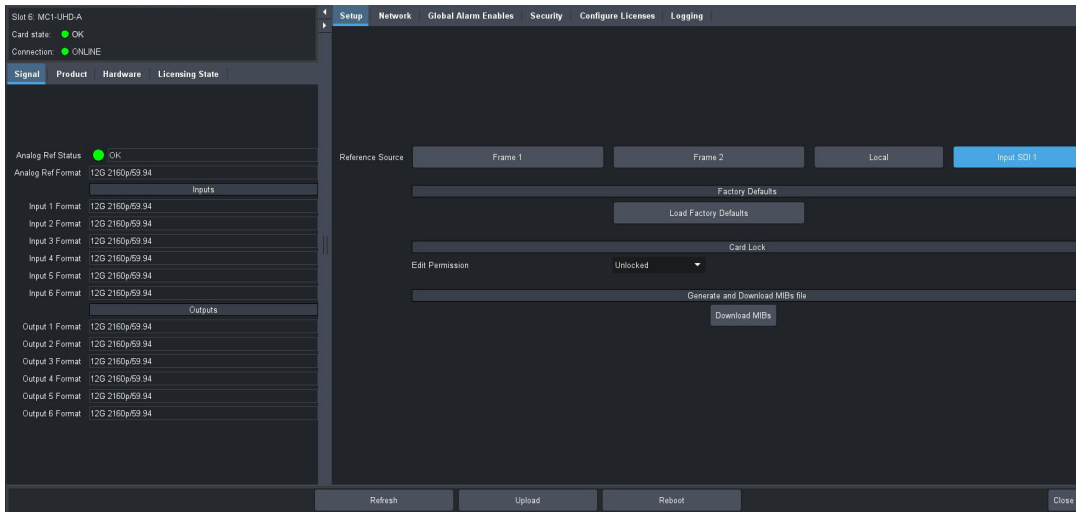 Slot 6: MC1-UHD-A
Card state: OK
Connection: ONLINE
Signal Product Hardware Licensing State
Analog Ref Status OK
Analog Ref Format 12G 2160p/59.94
Inputs
Input 1 Format 12G 2160p/59.94
Input 2 Format 12G 2160p/59.94
Input 3 Format 12G 2160p/59.94
Input 4 Format 12G 2160p/59.94
Input 5 Format 12G 2160p/59.94
Input 6 Format 12G 2160p/59.94
Outputs
Output 1 Format 12G 2160p/59.94
Output 2 Format 12G 2160p/59.94
Output 3 Format 12G 2160p/59.94
Output 4 Format 12G 2160p/59.94
Output 5 Format 12G 2160p/59.94
Output 6 Format 12G 2160p/59.94
Setup Network Global Alarm Enables Security Configure Licenses Logging
Reference Source Frame 1 Frame 2 Local Input SDI 1
Factory Defaults
Load Factory Defaults
Card Lock
Edit Permission Unlocked
Generate and Download MIBs file
Download MIBs
Refresh Upload Reboot Close